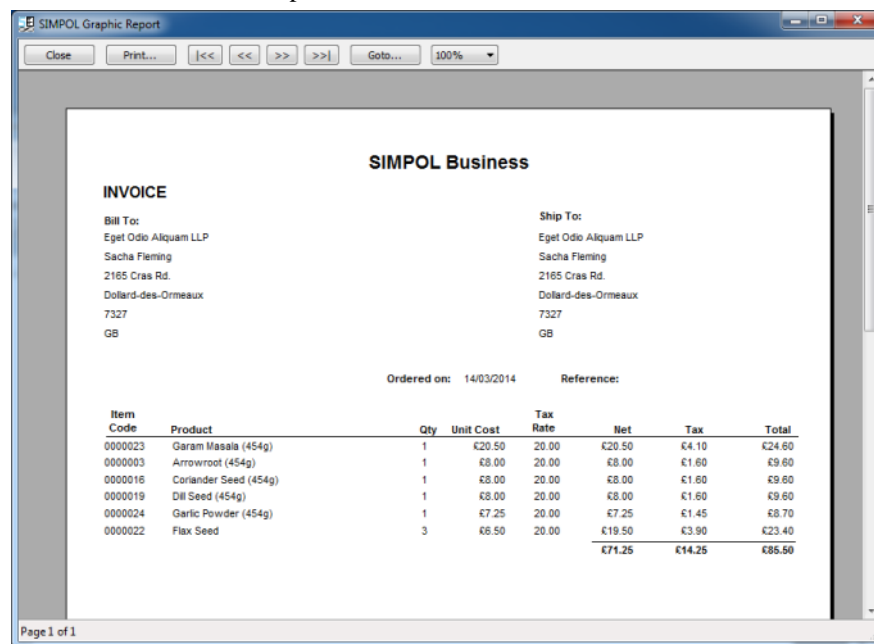 SIMPOL Graphic Report
Close Print... |<< << >> >>| Goto... 100%
SIMPOL Business
INVOICE
Bill To: Ship To:
Eget Odio Aliquam LLP Eget Odio Aliquam LLP
Sacha Fleming Sacha Fleming
2165 Cras Rd. 2165 Cras Rd.
Dollard-des-Ormeaux Dollard-des-Ormeaux
7327 7327
GB GB
Ordered on: 14/03/2014 Reference:
Item Code Product Qty Unit Cost Tax Rate Net Tax Total
0000023 Garam Masala (454g) 1 £20.50 20.00 £20.50 £4.10 £24.60
0000003 Arrowroot (454g) 1 £8.00 20.00 £8.00 £1.60 £9.60
0000016 Coriander Seed (454g) 1 £8.00 20.00 £8.00 £1.60 £9.60
0000019 Dill Seed (454g) 1 £8.00 20.00 £8.00 £1.60 £9.60
0000024 Garlic Powder (454g) 1 £7.25 20.00 £7.25 £1.45 £8.70
0000022 Flax Seed 3 £6.50 20.00 £19.50 £3.90 £23.40
£71.25 £14.25 £85.50
Page 1 of 1